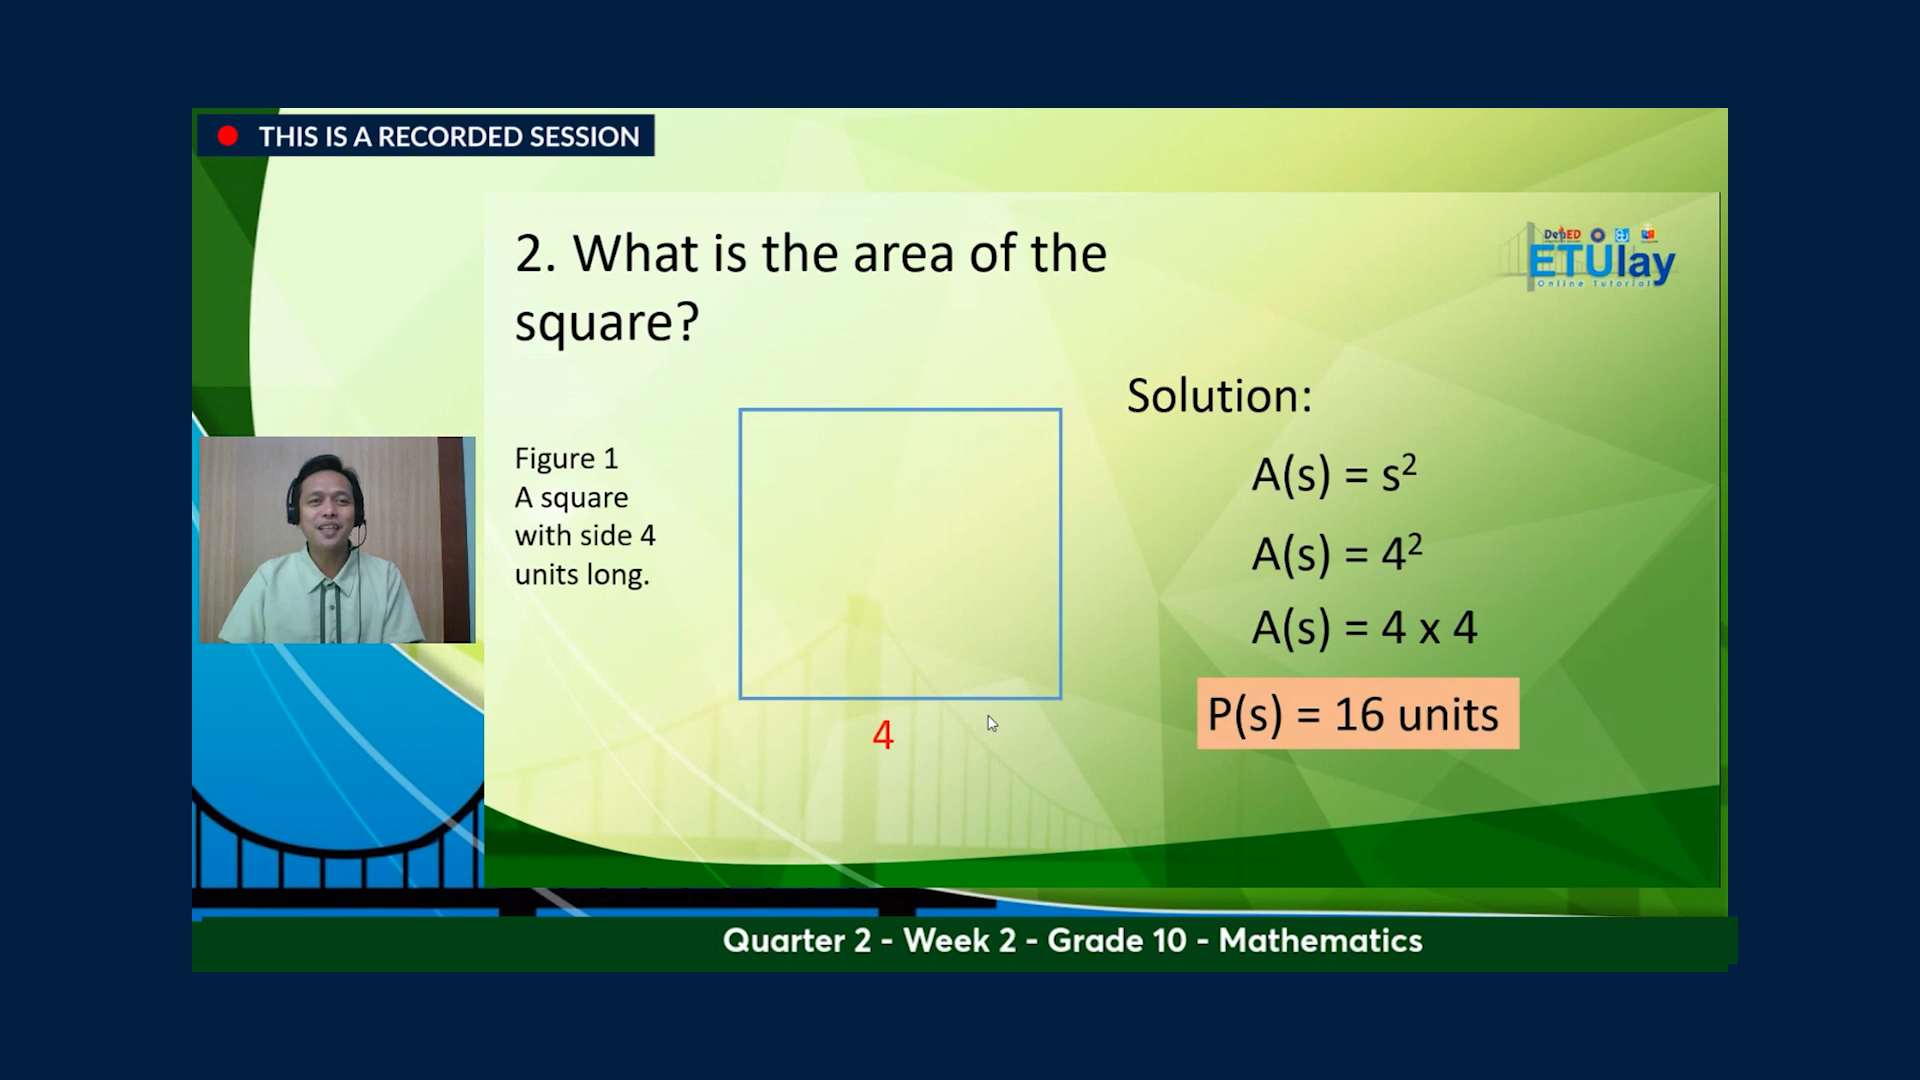 THIS IS A RECORDED SESSION
2. What is the area of the
square?
DepED
ETUlay
Online Tutorial
Solution:
Figure 1
A square
with side 4
units long.
A(s) = s²
A(s) = 4²
A(s) = 4 x 4
P(s) = 16 units
4
Quarter 2 - Week 2 - Grade 10 - Mathematics